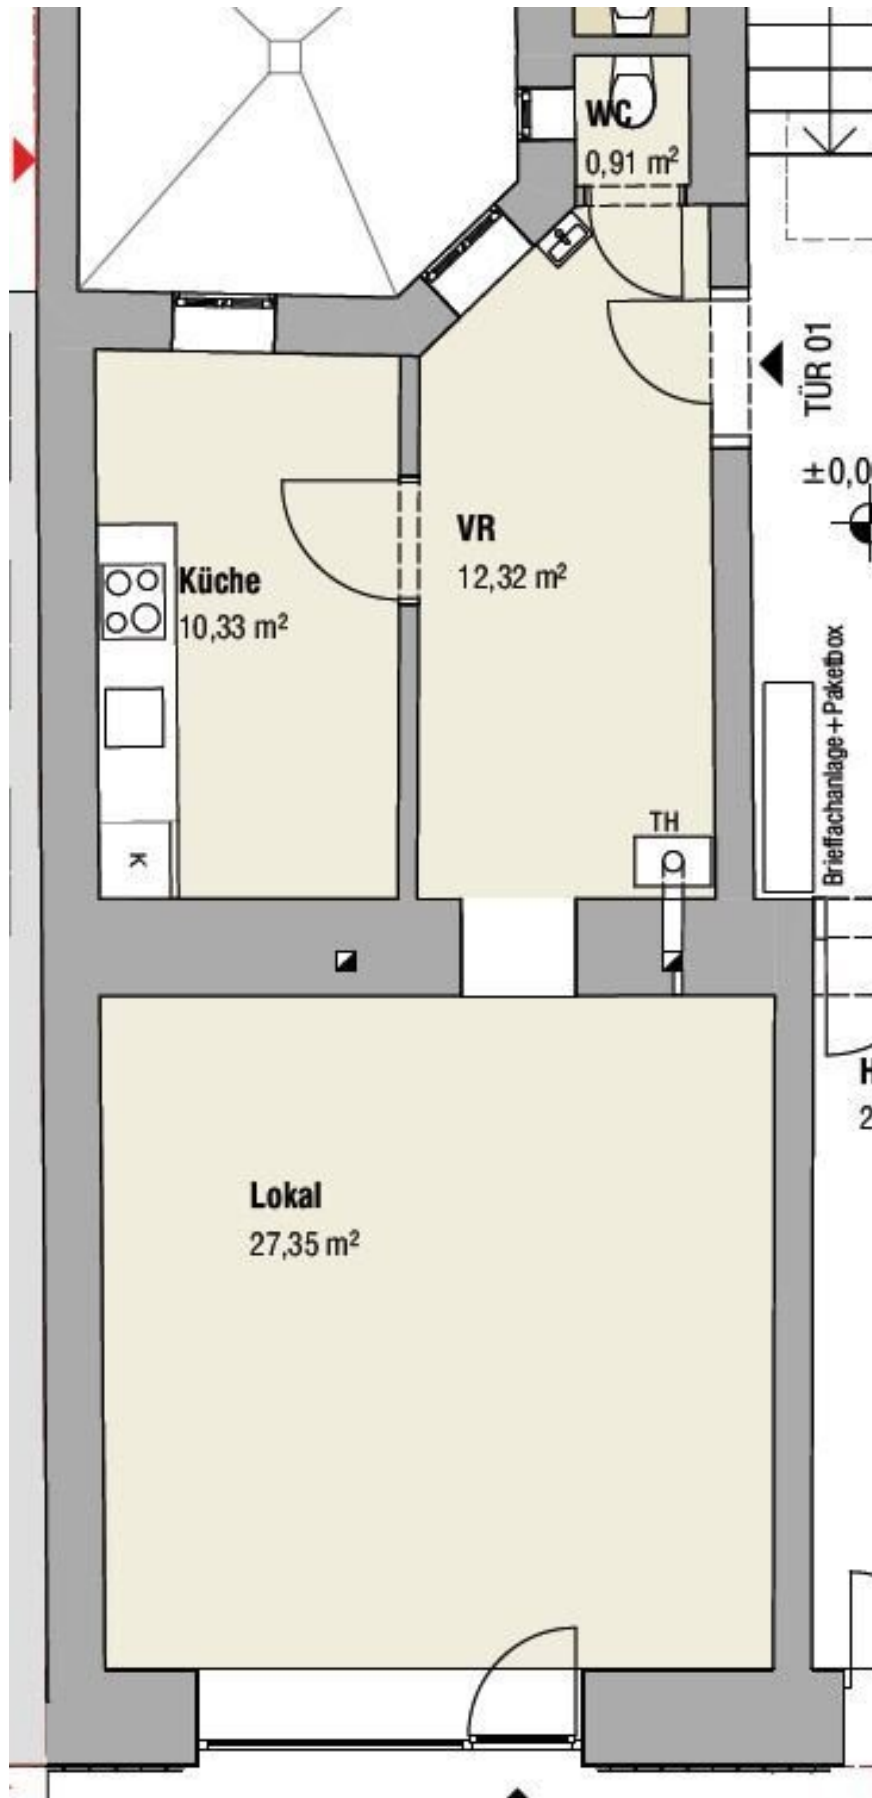 WC
0,91 m²
TÜR 01
±0,0
VR
12,32 m²
Küche
10,33 m²
Brieffachanlage+Paketbox
TH
K
H
2
Lokal
27,35 m²